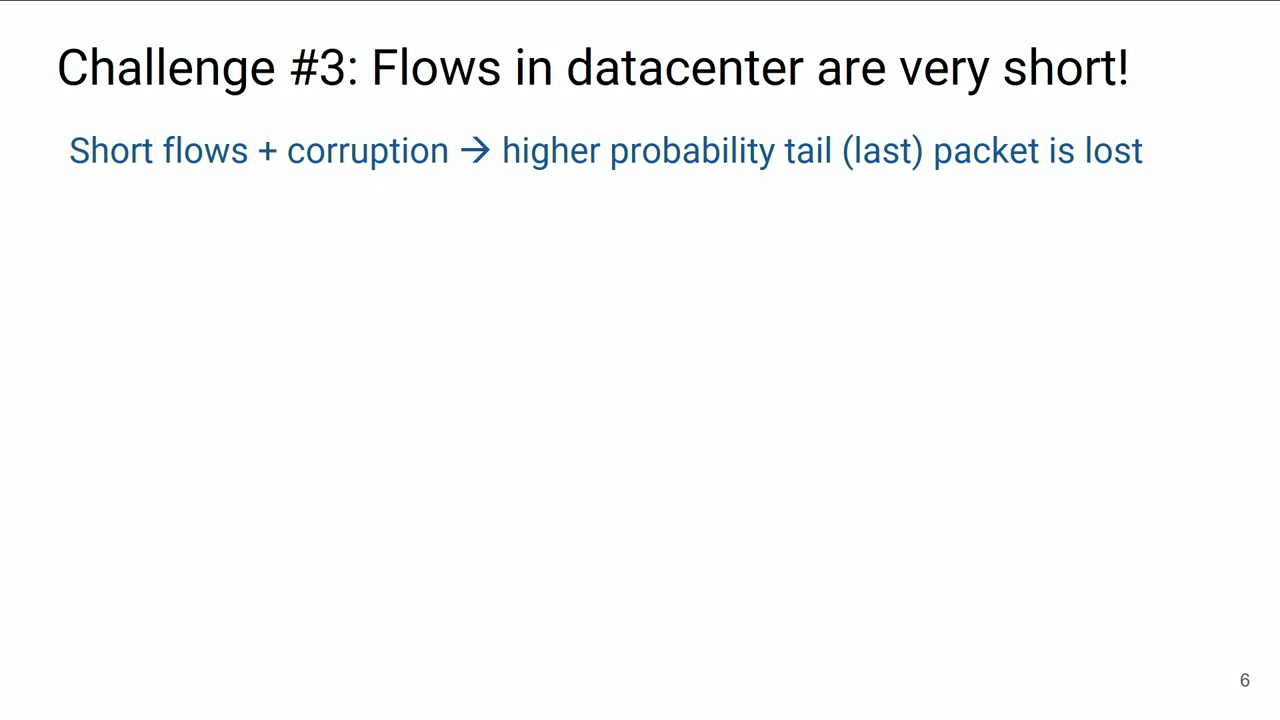 Challenge #3: Flows in datacenter are very short!
Short flows + corruption → higher probability tail (last) packet is lost
6